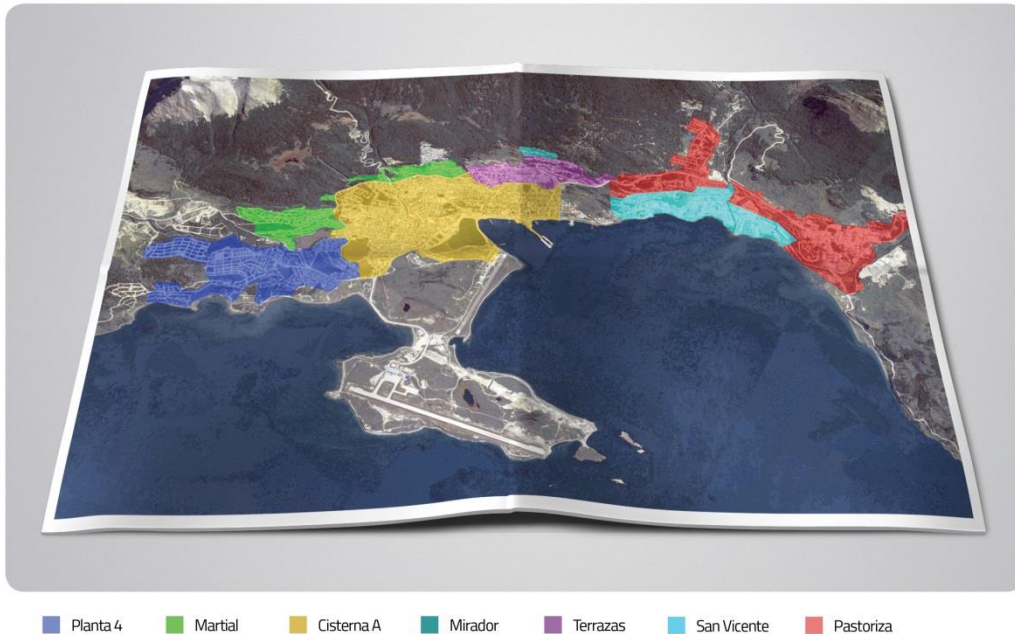 Planta 4
Martial
Cisterna A
Mirador
Terrazas
San Vicente
Pastoriza